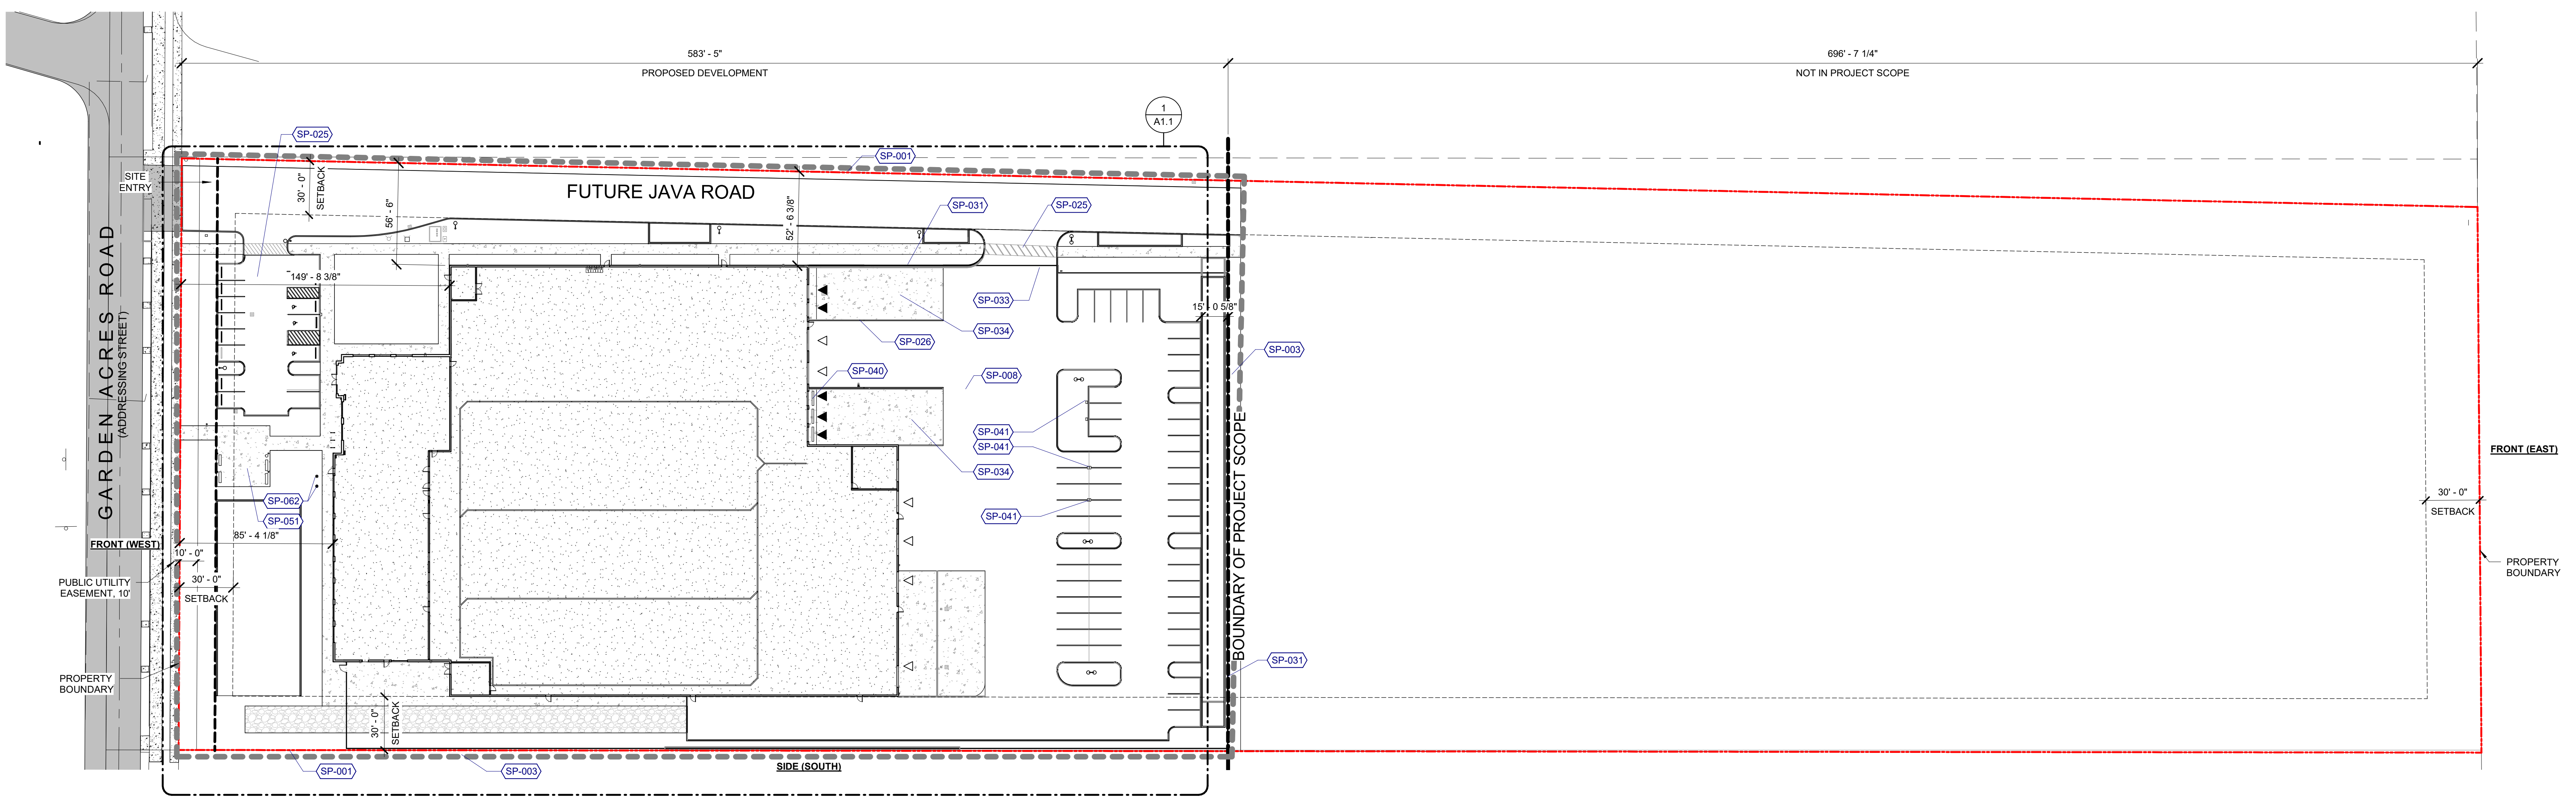 583' - 5"
PROPOSED DEVELOPMENT
696' - 7 1/4"
NOT IN PROJECT SCOPE
1
A1.1
SP-025
SP-001
SITE
ENTRY
30' - 0"
SETBACK
56' - 6"
FUTURE JAVA ROAD
52' - 6 3/8"
SP-031
SP-025
GARDEN ACRES ROAD
(ADDRESSING STREET)
149' - 8 3/8"
SP-033
15' - 0 5/8"
SP-034
SP-026
SP-003
SP-040
SP-008
SP-041
SP-041
SP-034
SP-041
BOUNDARY OF PROJECT SCOPE
FRONT (EAST)
30' - 0"
SETBACK
SP-062
SP-051
85' - 4 1/8"
FRONT (WEST)
10' - 0"
PUBLIC UTILITY
EASEMENT, 10'
30' - 0"
SETBACK
PROPERTY
BOUNDARY
PROPERTY
BOUNDARY
SP-031
30' - 0"
SETBACK
SP-001
SP-003
SIDE (SOUTH)